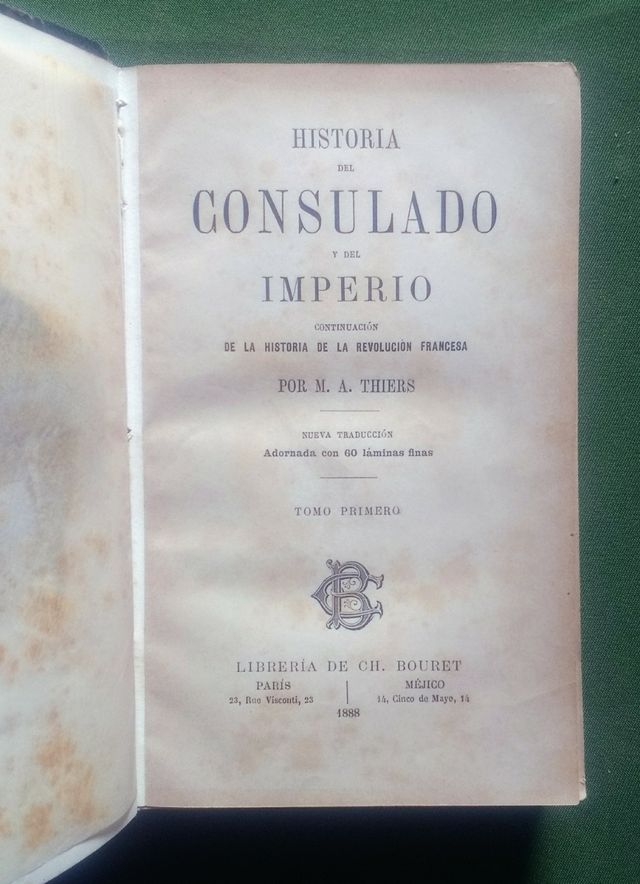 HISTORIA
DEL
CONSULADO
Y DEL
IMPERIO
CONTINUACIÓN
DE LA HISTORIA DE LA REVOLUCIÓN FRANCESA
POR M. A. THIERS
NUEVA TRADUCCIÓN
Adornada con 60 láminas finas
TOMO PRIMERO
CB
LIBRERÍA DE CH. BOURET
PARÍS
23, Rue Visconti, 23
MÉJICO
14, Cinco de Mayo, 14
1888